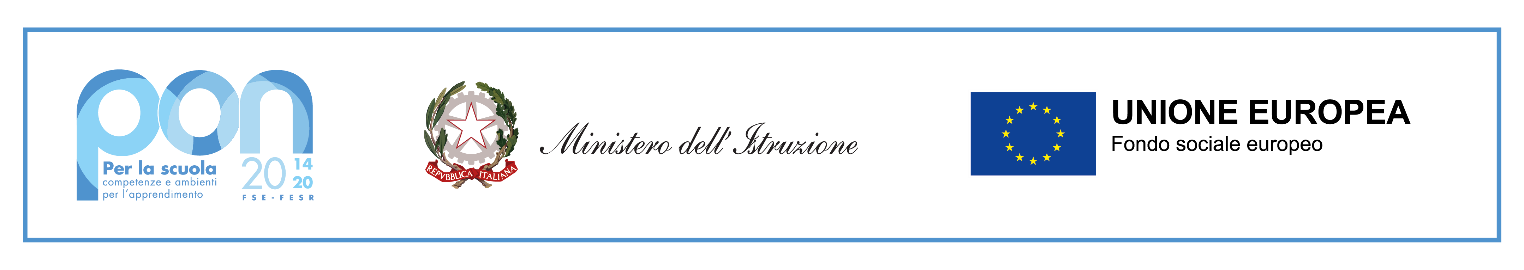 pon
Per la scuola
competenze e ambienti
per l'apprendimento
20 14
20
FSE-FESR
REPVBBLICA ITALIANA
Ministero dell'Istruzione
UNIONE EUROPEA
Fondo sociale europeo